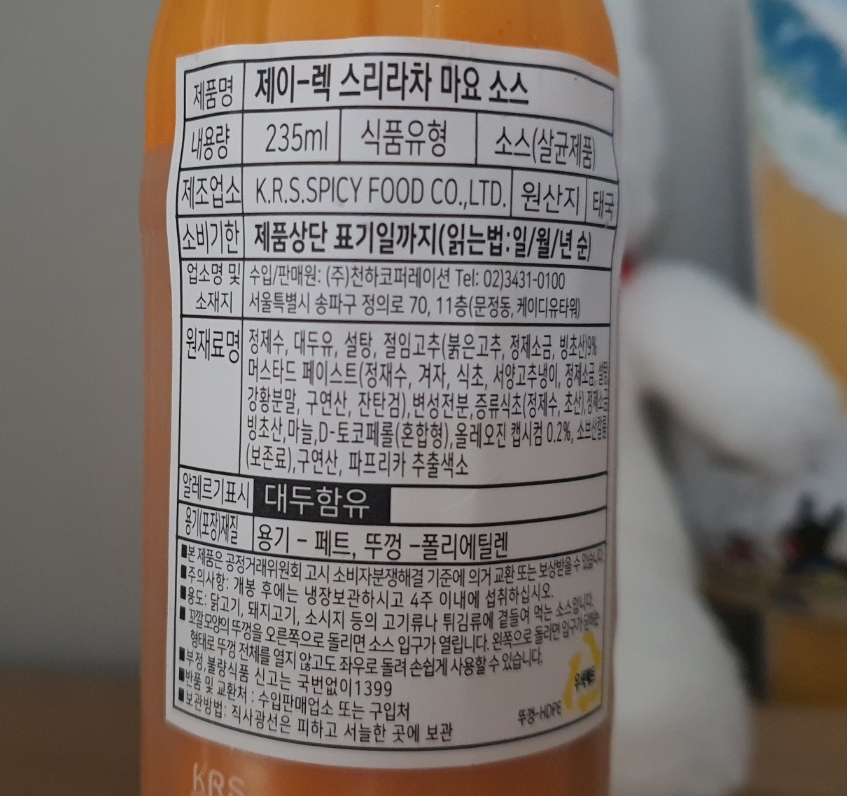 제품명 제이-렉 스리라차 마요 소스
내용량 235ml 식품유형 소스(살균제품)
제조업소 K.R.S.SPICY FOOD CO.,LTD. 원산지 태국
소비기한 제품상단 표기일까지(읽는법:일/월/년 순)
업소명 및 소재지 수입/판매원: (주)천하코퍼레이션 Tel: 02)3431-0100
서울특별시 송파구 정의로 70, 11층(문정동, 케이디유타워)
원재료명 정제수, 대두유, 설탕, 절임고추(붉은고추, 정제소금, 빙초산)9%
머스타드 페이스트(정재수, 겨자, 식초, 서양고추냉이, 정제소금,설탕
강황분말, 구연산, 잔탄검),변성전분,증류식초(정제수, 초산),정제소금
빙초산,마늘,D-토코페롤(혼합형),올레오진 캡시컴 0.2%, 소브산칼륨
(보존료),구연산, 파프리카 추출색소
알레르기표시 대두함유
용기(포장)재질 용기 - 페트, 뚜껑 -폴리에틸렌
■본 제품은 공정거래위원회 고시 소비자분쟁해결 기준에 의거 교환 또는 보상받을 수 있습니다.
■주의사항: 개봉 후에는 냉장보관하시고 4주 이내에 섭취하십시오.
■용도: 닭고기, 돼지고기, 소시지 등의 고기류나 튀김류에 곁들여 먹는 소스입니다.
■꼬깔모양의 뚜껑을 오른쪽으로 돌리면 소스 입구가 열립니다. 왼쪽으로 돌리면 입구가
형태로 뚜껑 전체를 열지 않고도 좌우로 돌려 손쉽게 사용할 수 있습니다.
■부정,불량식품 신고는 국번없이1399
■반품 및 교환처 : 수입판매업소 또는 구입처
■보관방법: 직사광선은 피하고 서늘한 곳에 보관
뚜껑-HDPE
KRS